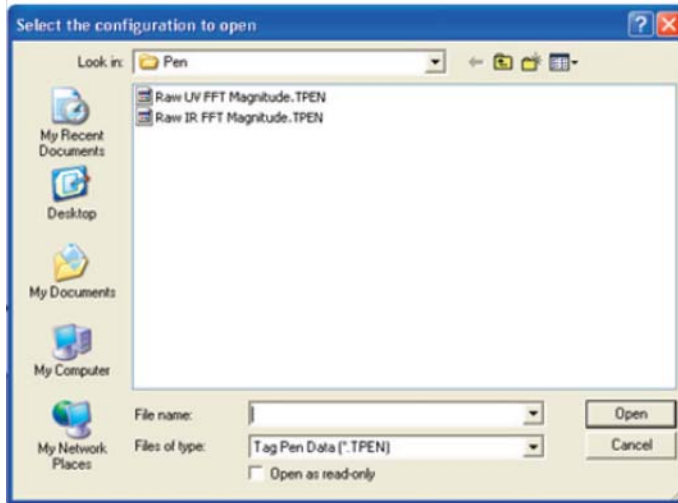 Select the configuration to open
Look in: Pen
Raw UV FFT Magnitude.TPEN
Raw IR FFT Magnitude.TPEN
My Recent
Documents
Desktop
My Documents
My Computer
My Network
Places
File name:
Open
Files of type: Tag Pen Data (*.TPEN)
Cancel
Open as read-only